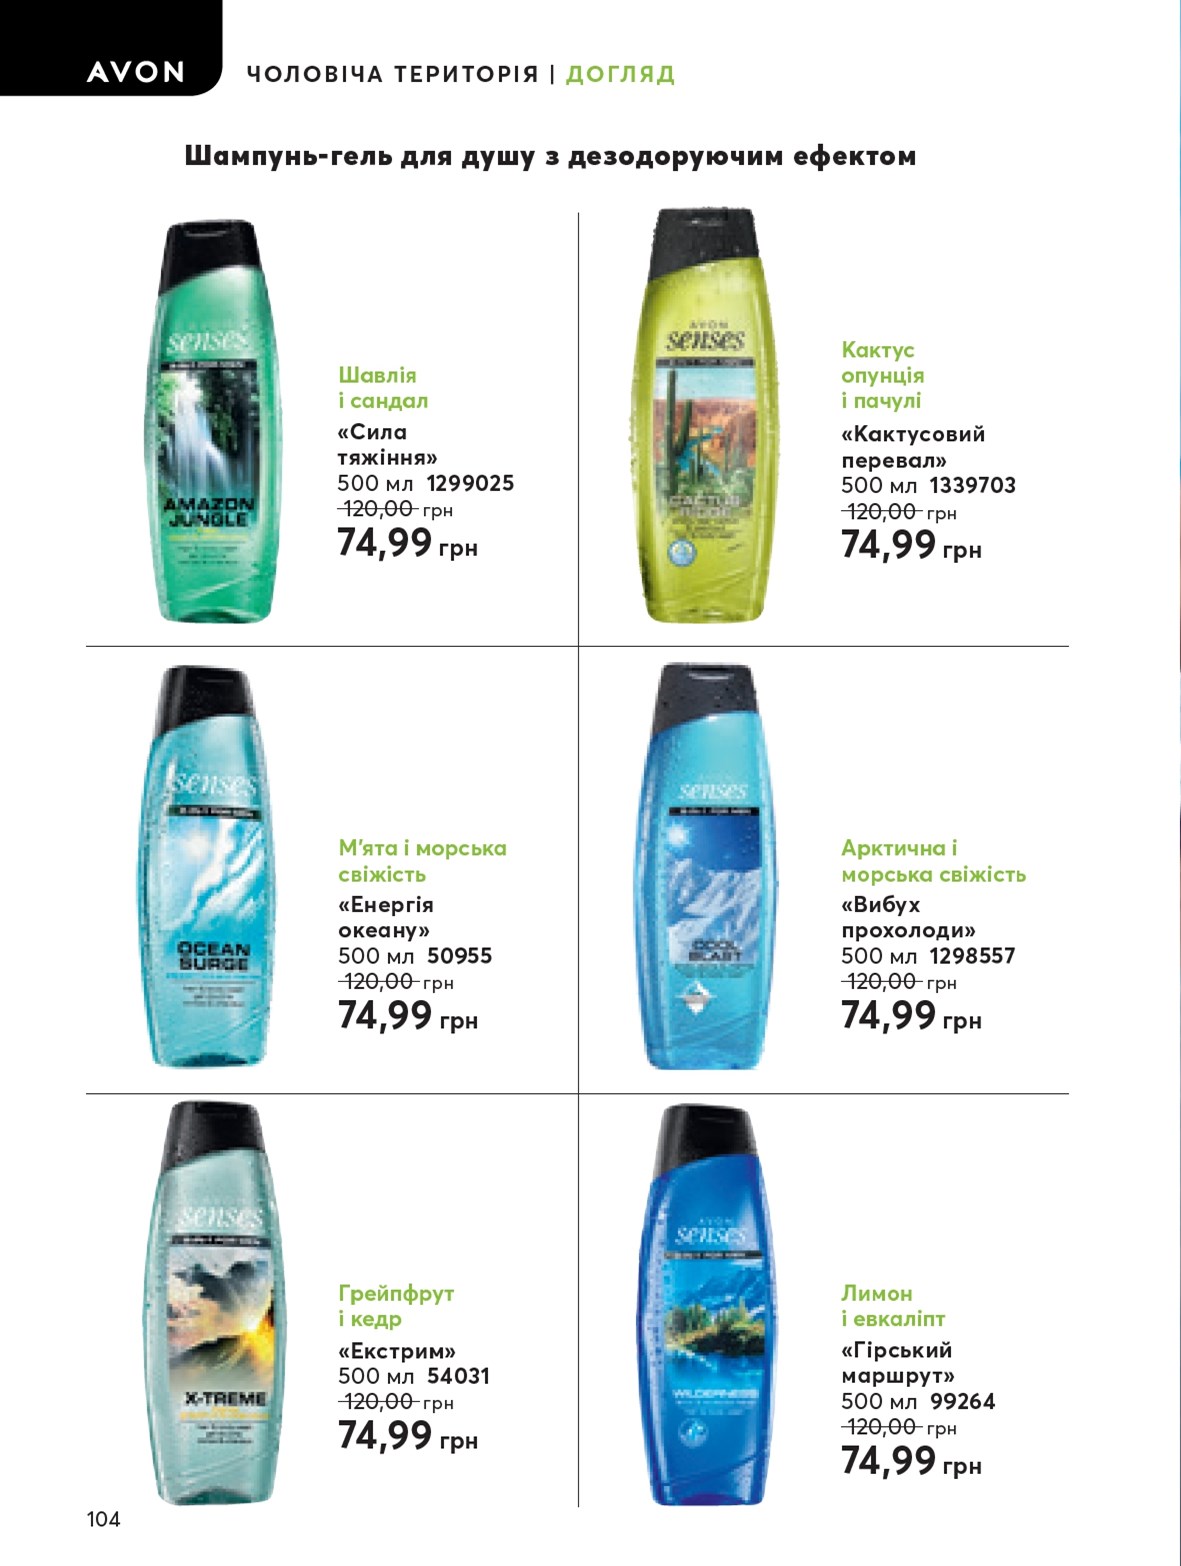 AVON
ЧОЛОВІЧА ТЕРИТОРІЯ | ДОГЛЯД
Шампунь-гель для душу з дезодоруючим ефектом
senses
AMAZON
JUNGLE
Шавлія
і сандал
«Сила
тяжіння»
500 мл 1299025
120,00 грн
74,99 грн
AVON
senses
CACTUS
Кактус
опунція
і пачулі
«Кактусовий
перевал»
500 мл 1339703
120,00 грн
74,99 грн
senses
OCEAN
SURGE
М'ята і морська
свіжість
«Енергія
океану»
500 мл 50955
120,00 грн
74,99 грн
senses
COOL
BLAST
Арктична і
морська свіжість
«Вибух
прохолоди»
500 мл 1298557
120,00 грн
74,99 грн
senses
X-TREME
Грейпфрут
і кедр
«Екстрим»
500 мл 54031
120,00 грн
74,99 грн
AVON
senses
WILDERNESS
Лимон
і евкаліпт
«Гірський
маршрут»
500 мл 99264
120,00 грн
74,99 грн
104